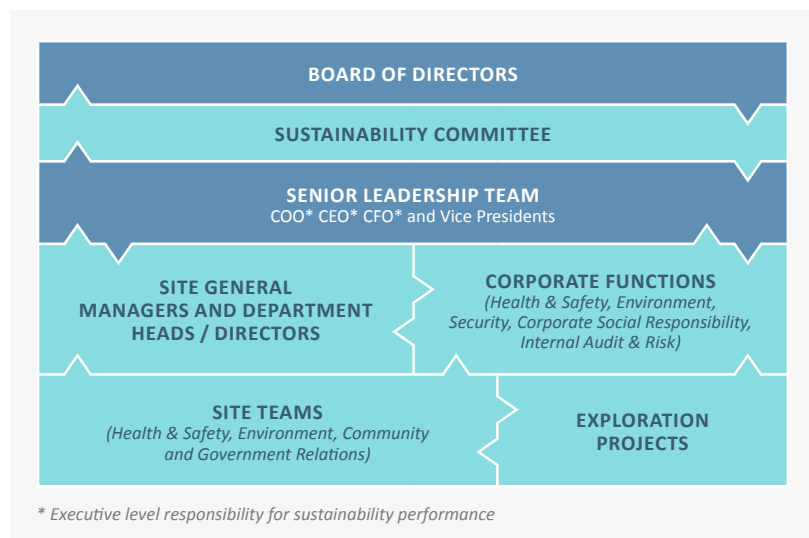 BOARD OF DIRECTORS
SUSTAINABILITY COMMITTEE
SENIOR LEADERSHIP TEAM
COO* CEO* CFO* and Vice Presidents
SITE GENERAL
MANAGERS AND DEPARTMENT
HEADS / DIRECTORS
CORPORATE FUNCTIONS
(Health & Safety, Environment,
Security, Corporate Social Responsibility,
Internal Audit & Risk)
SITE TEAMS
(Health & Safety, Environment, Community
and Government Relations)
EXPLORATION
PROJECTS
* Executive level responsibility for sustainability performance